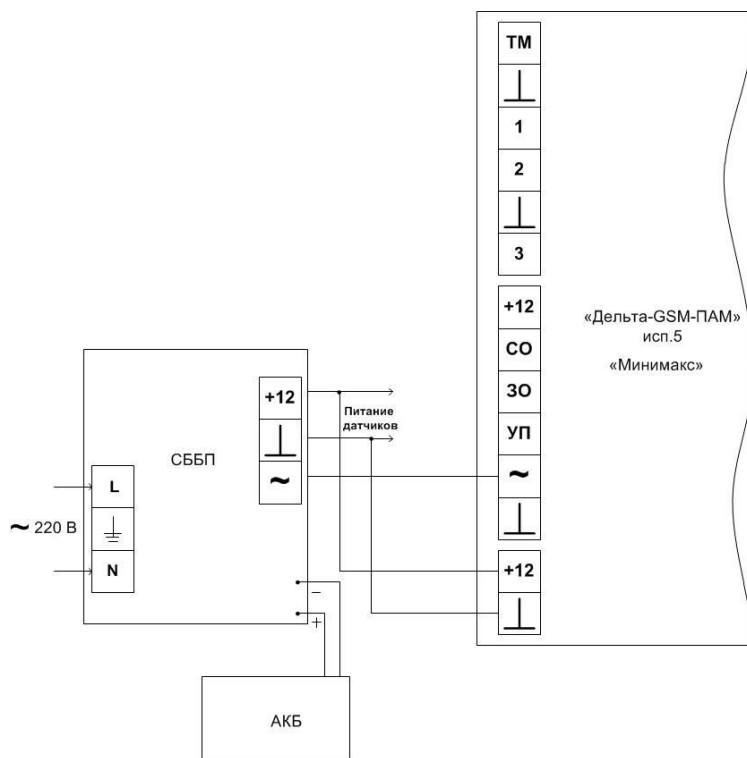 ТМ
1
2
3
+12
СО
ЗО
УП
~
+12
«Дельта-GSM-ПАМ»
исп.5
«Минимакс»
СББП
+12
~
Питание
датчиков
L
N
~ 220 В
−
+
АКБ